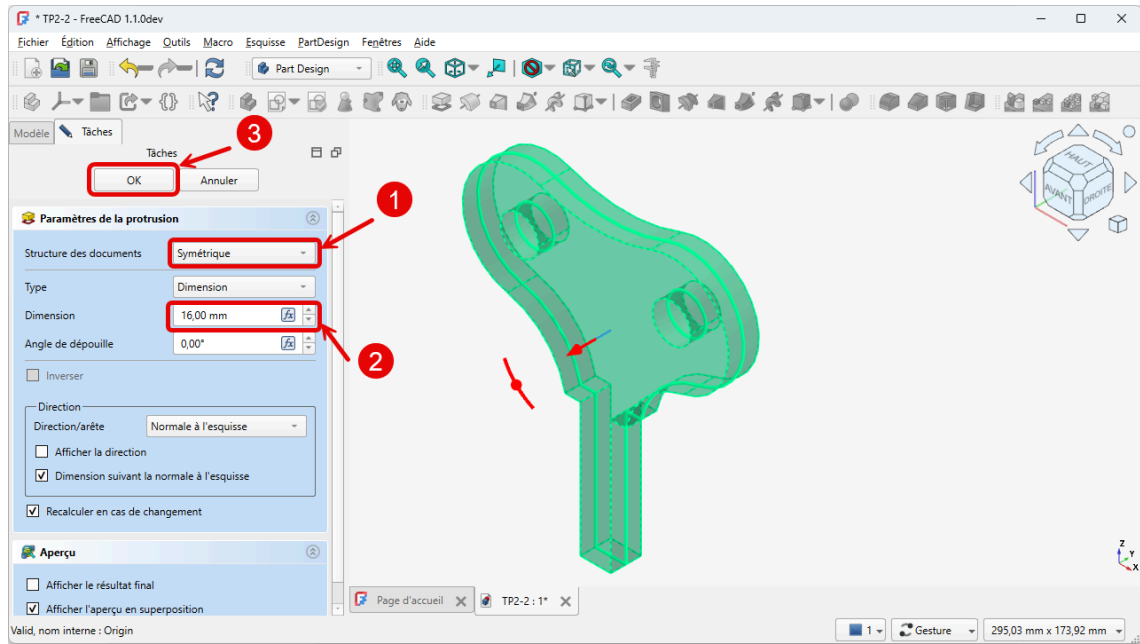 * TP2-2 - FreeCAD 1.1.0dev
Fichier Édition Affichage Outils Macro Esquisse PartDesign Fenêtres Aide
Part Design
Modèle Tâches
Tâches
3
OK Annuler
1
Paramètres de la protrusion
Structure des documents Symétrique
Type Dimension
Dimension 16,00 mm
Angle de dépouille 0,00°
2
Inverser
Direction
Direction/arête Normale à l'esquisse
Afficher la direction
Dimension suivant la normale à l'esquisse
Recalculer en cas de changement
Aperçu
Afficher le résultat final
Afficher l'aperçu en superposition
HAUT
AVANT
DROITE
Z
Y
X
Page d'accueil TP2-2 : 1*
Valid, nom interne : Origin
1 Gesture 295,03 mm x 173,92 mm